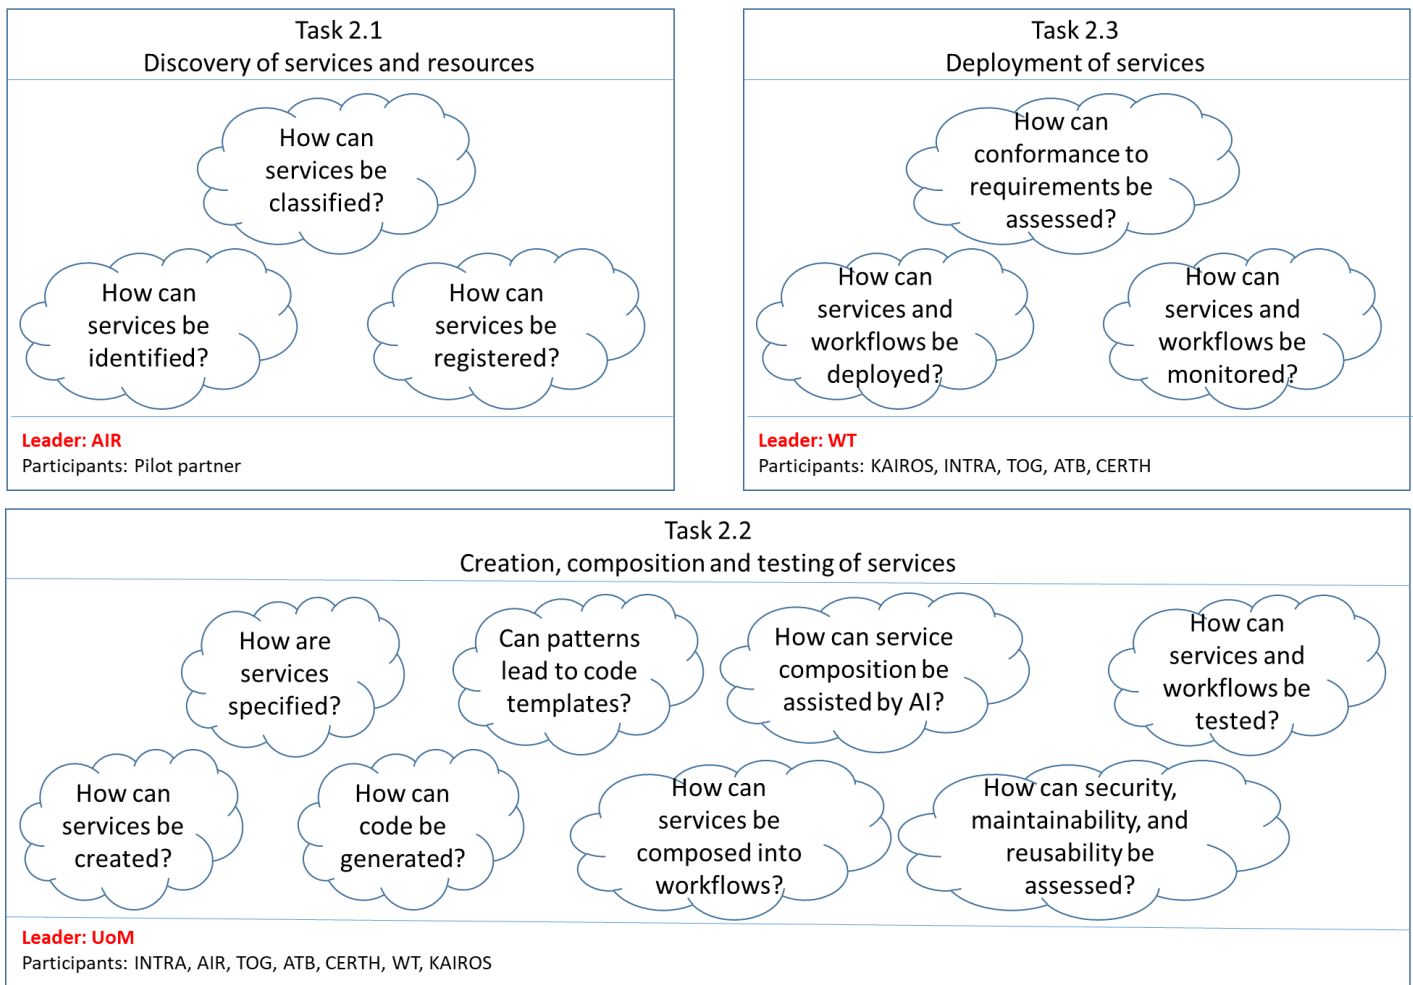 Task 2.1
Discovery of services and resources
How can
services be
classified?
How can
services be
identified?
How can
services be
registered?
Leader: AIR
Participants: Pilot partner
Task 2.3
Deployment of services
How can
conformance to
requirements be
assessed?
How can
services and
workflows be
deployed?
How can
services and
workflows be
monitored?
Leader: WT
Participants: KAIROS, INTRA, TOG, ATB, CERTH
Task 2.2
Creation, composition and testing of services
How are
services
specified?
Can patterns
lead to code
templates?
How can service
composition be
assisted by AI?
How can
services and
workflows be
tested?
How can
services be
created?
How can
code be
generated?
How can
services be
composed into
workflows?
How can security,
maintainability, and
reusability be
assessed?
Leader: UoM
Participants: INTRA, AIR, TOG, ATB, CERTH, WT, KAIROS